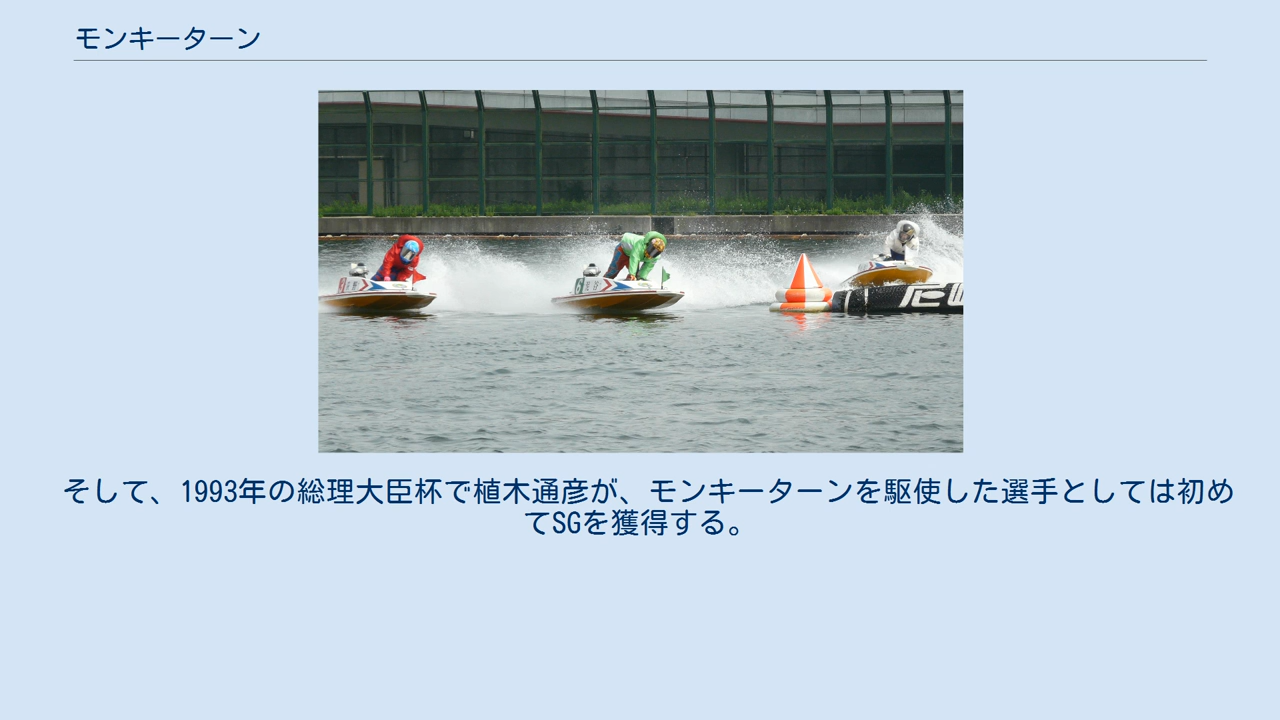 モンキーターン
そして、1993年の総理大臣杯で植木通彦が、モンキーターンを駆使した選手としては初め
てSGを獲得する。